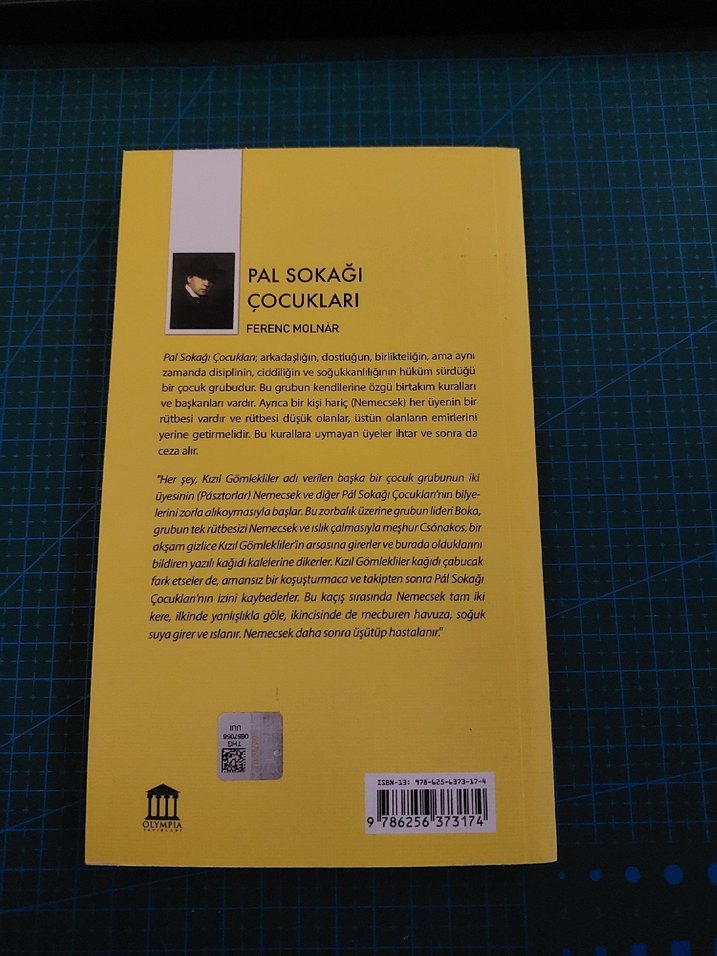 PAL SOKAĞI
ÇOCUKLARI
FERENC MOLNÀR
Pal Sokağı Çocukları; arkadaşlığın, dostluğun, birlikteliğin, ama aynı
zamanda disiplinin, ciddiliğin ve soğukkanlılığının hüküm sürdüğü
bir çocuk grubudur. Bu grubun kendilerine özgü birtakım kuralları
ve başkanları vardır. Ayrıca bir kişi hariç (Nemecsek) her üyenin bir
rütbesi vardır ve rütbesi düşük olanlar, üstün olanların emirlerini
yerine getirmelidir. Bu kurallara uymayan üyeler ihtar ve sonra da
ceza alır.
"Her şey, Kızıl Gömlekliler adı verilen başka bir çocuk grubunun iki
üyesinin (Pásztorlar) Nemecsek ve diğer Pál Sokağı Çocukları'nın bilye-
lerini zorla alıkoymasıyla başlar. Bu zorbalık üzerine grubun lideri Boka,
grubun tek rütbesizi Nemecsek ve ıslık çalmasıyla meşhur Csónakos, bir
akşam gizlice Kızıl Gömlekliler'in arsasına girerler ve burada olduklarını
bildiren yazılı kağıdı kalelerine dikerler. Kızıl Gömlekliler kağıdı çabucak
fark etseler de, amansız bir koşuşturmaca ve takipten sonra Pál Sokağı
Çocukları'nın izini kaybederler. Bu kaçış sırasında Nemecsek tam iki
kere, ilkinde yanlışlıkla göle, ikincisinde de mecburen havuza, soğuk
suya girer ve ıslanır. Nemecsek daha sonra üşütüp hastalanır."
THG
0857056
UUI
OLYMPIA
YAYINLARI
ISBN-13: 978-625-6373-17-4
9 786256 373174